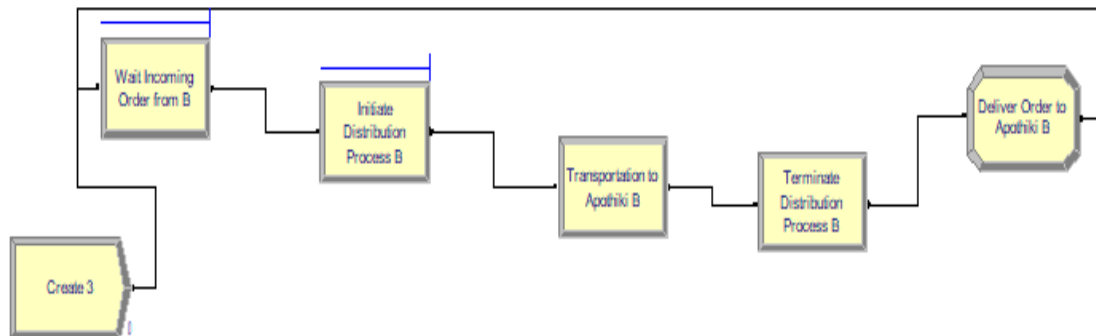 Wait Incoming
Order from B
Initiate
Distribution
Process B
Transportation to
Apothiki B
Terminate
Distribution
Process B
Deliver Order to
Apothiki B
Create 3
0